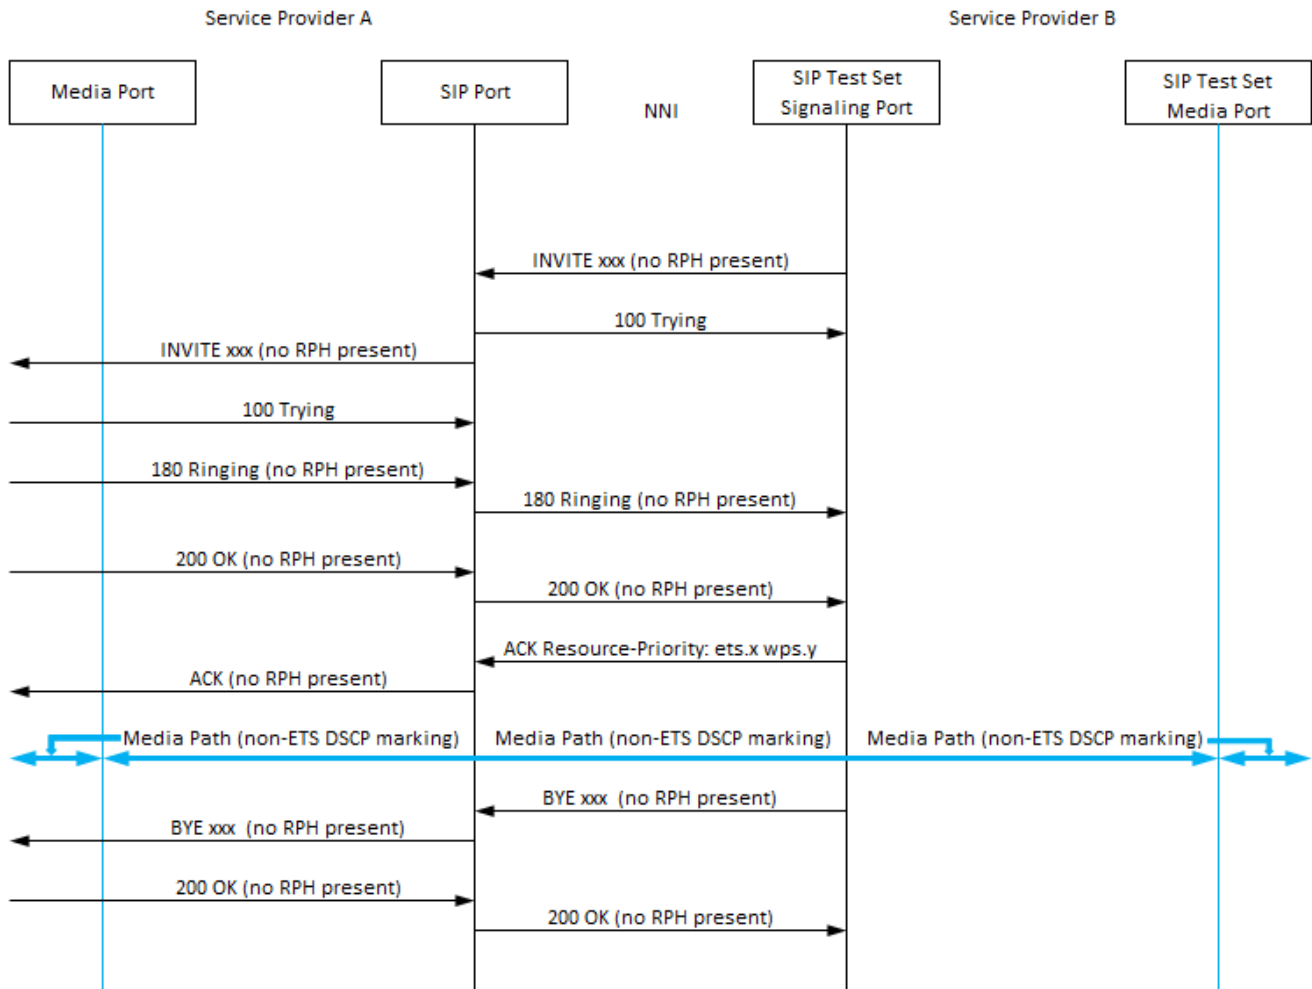 Service Provider A
Service Provider B
Media Port
SIP Port
NNI
SIP Test Set
Signaling Port
SIP Test Set
Media Port
INVITE xxx (no RPH present)
100 Trying
INVITE xxx (no RPH present)
100 Trying
180 Ringing (no RPH present)
180 Ringing (no RPH present)
200 OK (no RPH present)
200 OK (no RPH present)
ACK Resource-Priority: ets.x wps.y
ACK (no RPH present)
Media Path (non-ETS DSCP marking)
Media Path (non-ETS DSCP marking)
Media Path (non-ETS DSCP marking)
BYE xxx  (no RPH present)
BYE xxx  (no RPH present)
200 OK (no RPH present)
200 OK (no RPH present)